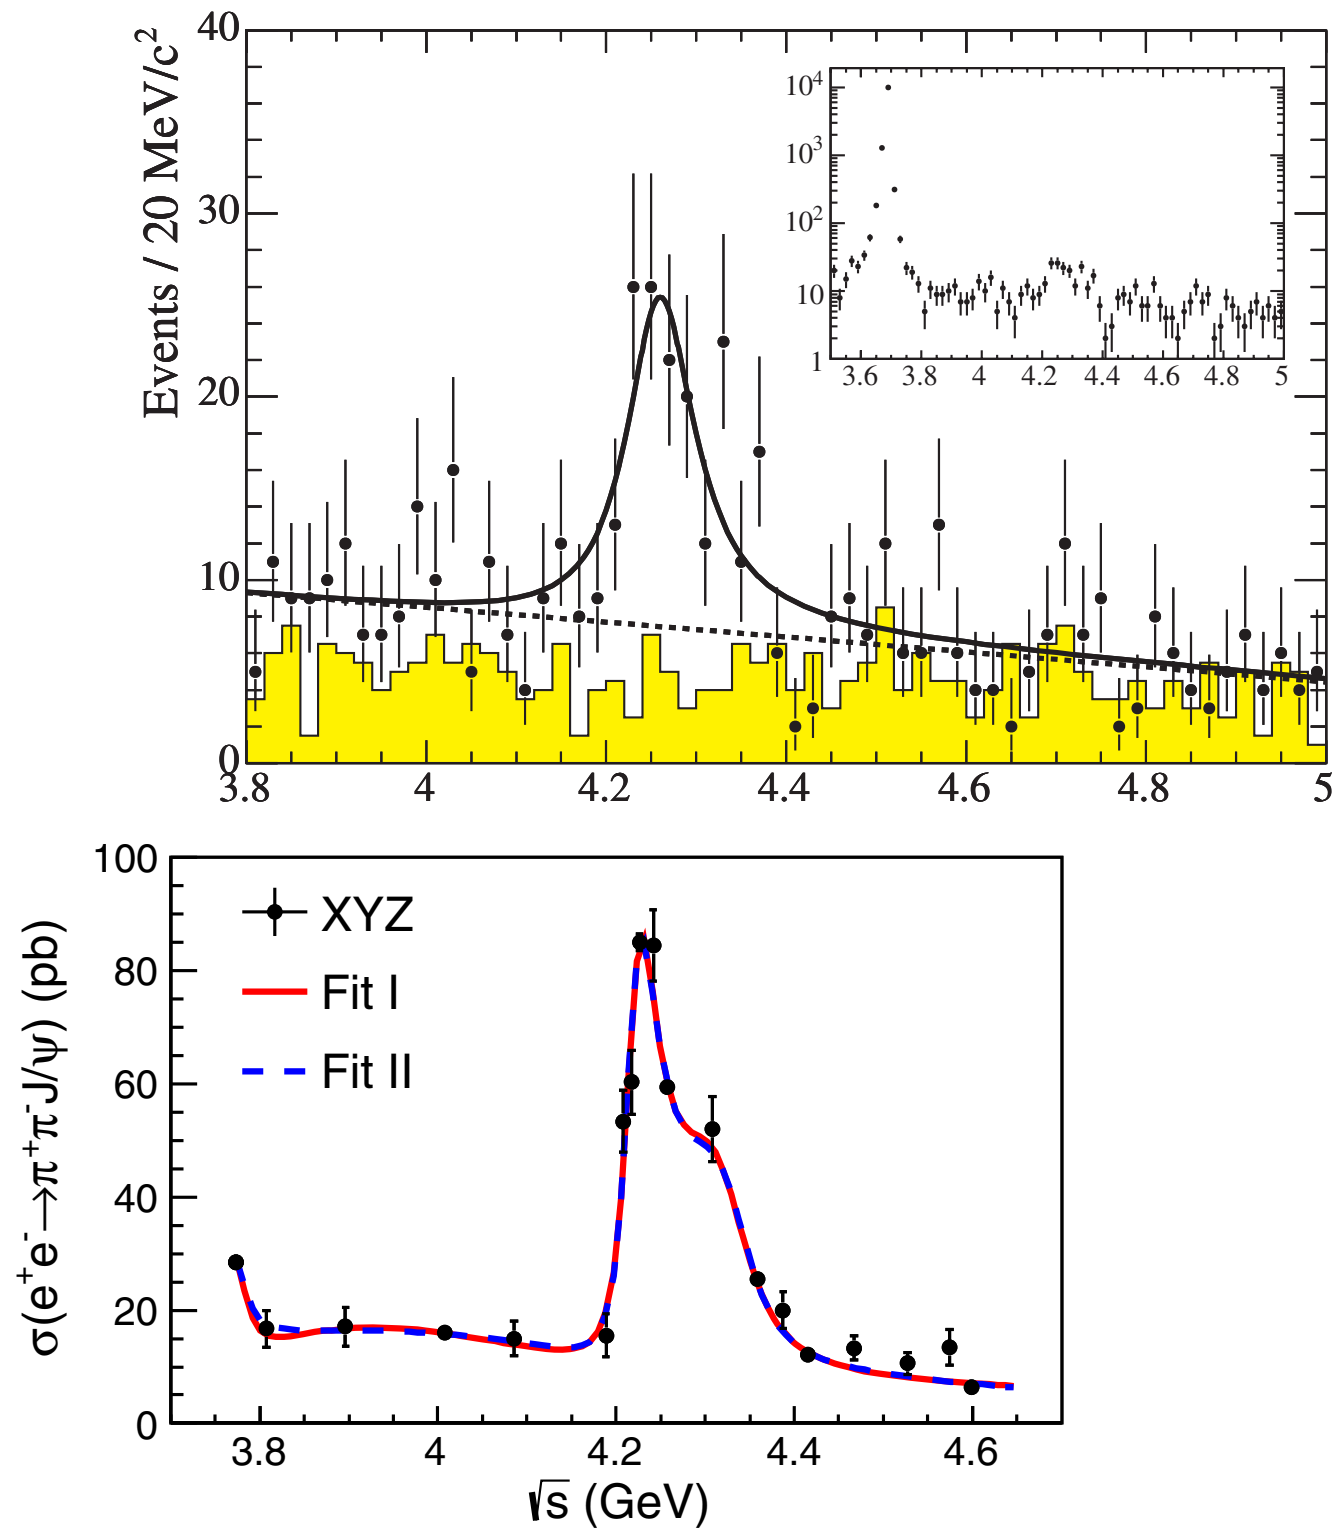 Events / 20 MeV/c²
40
30
20
10
0
3.8 4 4.2 4.4 4.6 4.8 5
10⁴
10³
10²
10
1
3.6 3.8 4 4.2 4.4 4.6 4.8 5
σ(e⁺e⁻→π⁺π⁻J/ψ) (pb)
100
80
60
40
20
0
XYZ
Fit I
Fit II
3.8 4 4.2 4.4 4.6
√s (GeV)